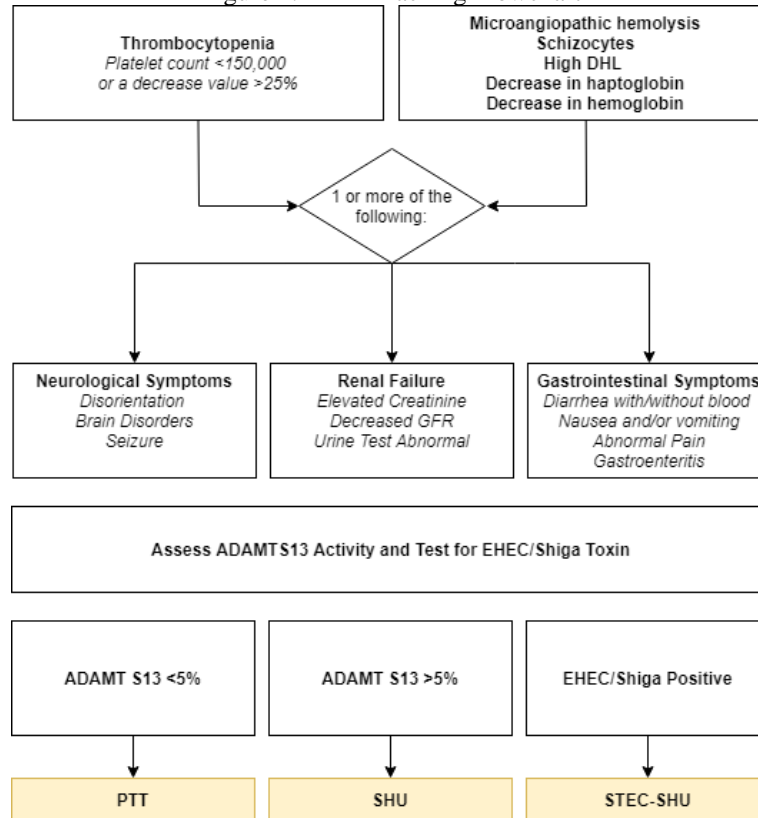 Thrombocytopenia
Platelet count <150,000
or a decrease value >25%
Microangiopathic hemolysis
Schizocytes
High DHL
Decrease in haptoglobin
Decrease in hemoglobin
1 or more of the
following:
Neurological Symptoms
Disorientation
Brain Disorders
Seizure
Renal Failure
Elevated Creatinine
Decreased GFR
Urine Test Abnormal
Gastrointestinal Symptoms
Diarrhea with/without blood
Nausea and/or vomiting
Abnormal Pain
Gastroenteritis
Assess ADAMTS13 Activity and Test for EHEC/Shiga Toxin
ADAMT S13 <5%
ADAMT S13 >5%
EHEC/Shiga Positive
PTT
SHU
STEC-SHU